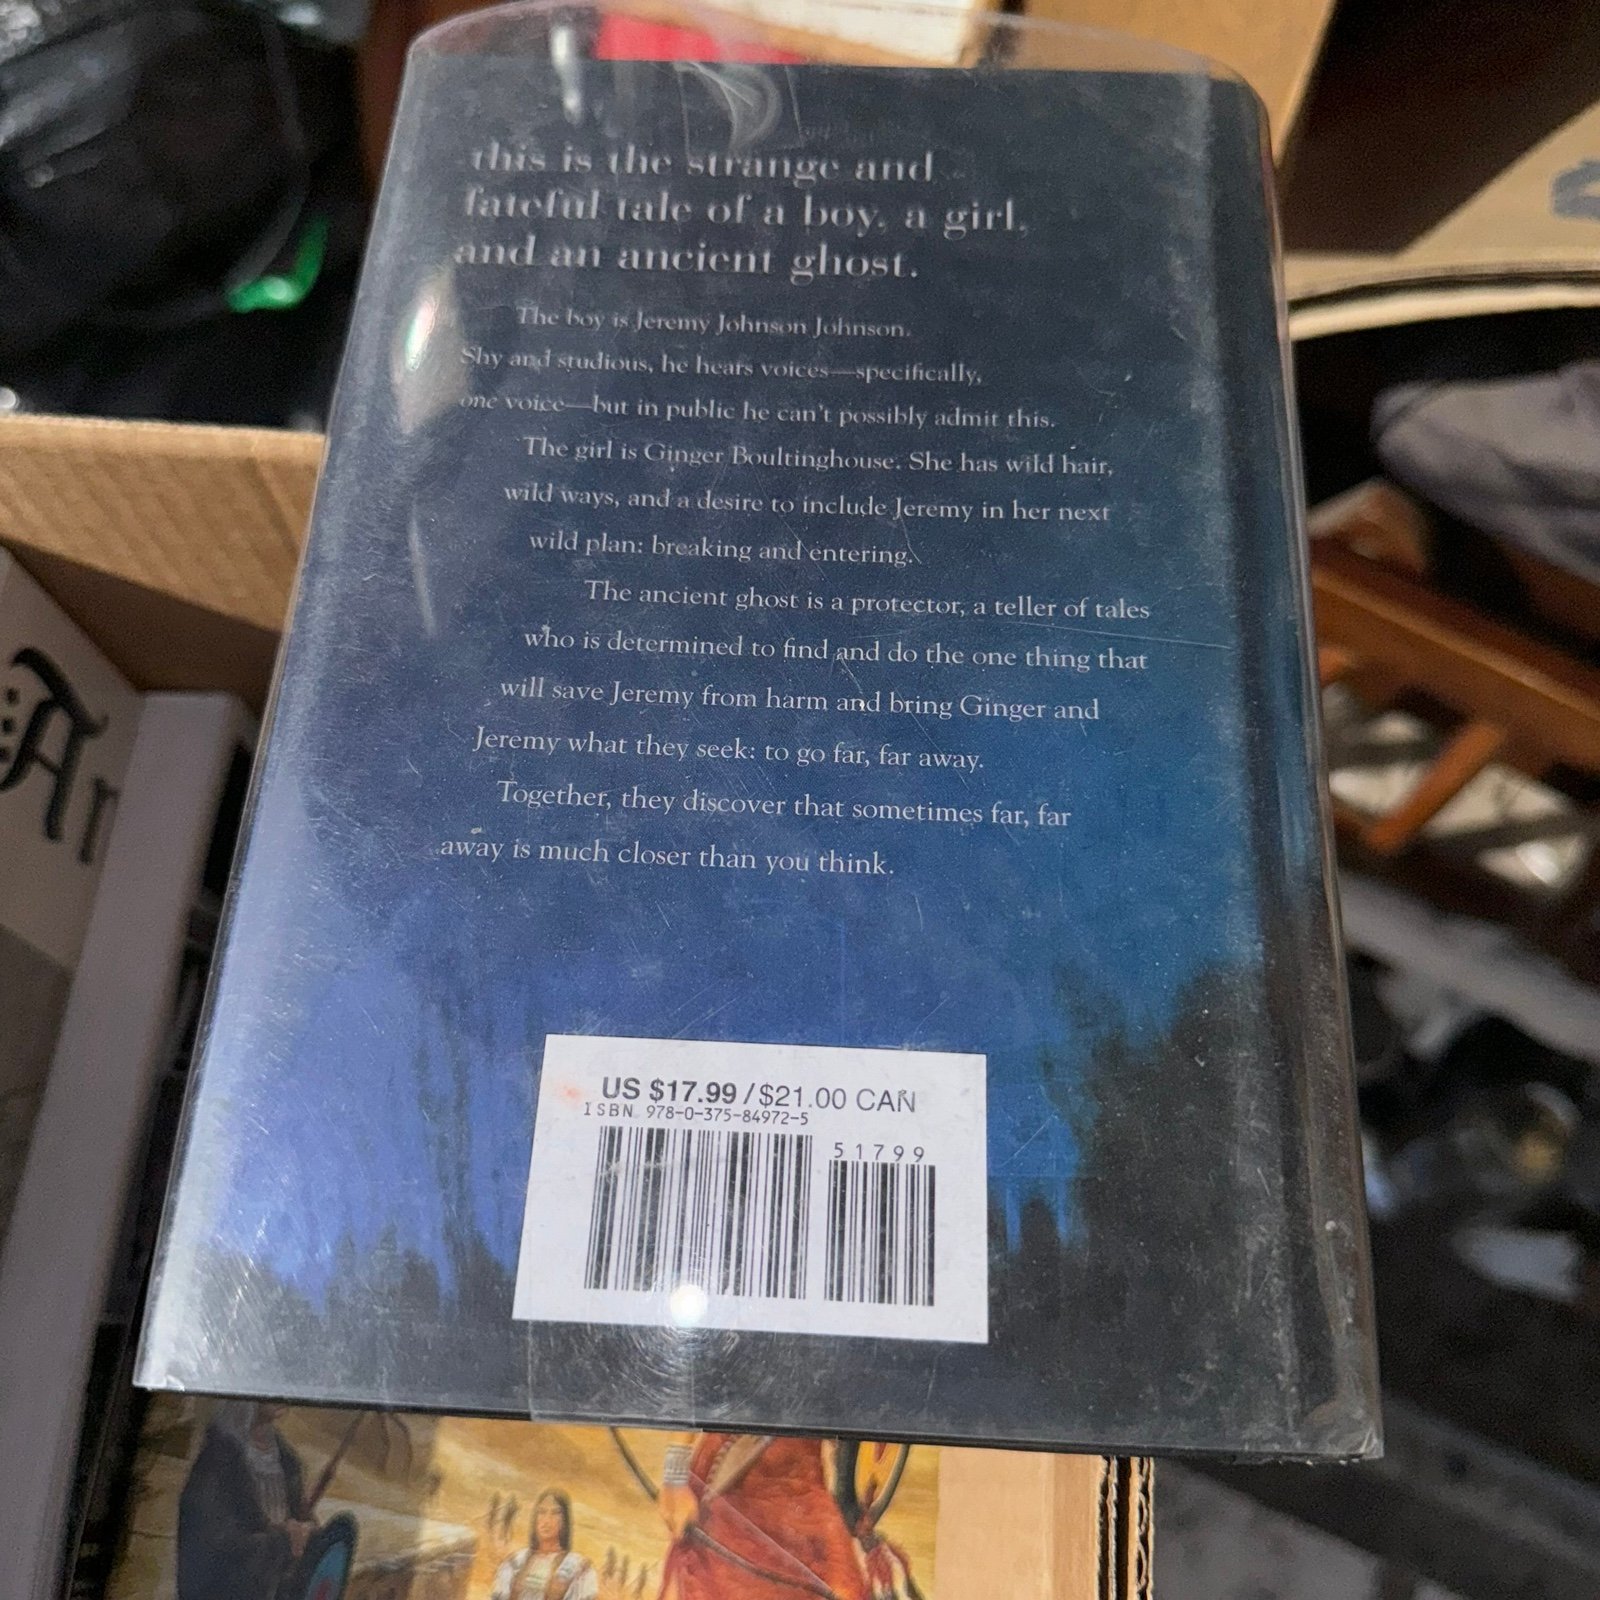 this is the strange and
fateful tale of a boy, a girl,
and an ancient ghost.
The boy is Jeremy Johnson Johnson.
Shy and studious, he hears voices—specifically,
one voice—but in public he can't possibly admit this.
The girl is Ginger Boultinghouse. She has wild hair,
wild ways, and a desire to include Jeremy in her next
wild plan: breaking and entering.
The ancient ghost is a protector, a teller of tales
who is determined to find and do the one thing that
will save Jeremy from harm and bring Ginger and
Jeremy what they seek: to go far, far away.
Together, they discover that sometimes far, far
away is much closer than you think.
US $17.99 / $21.00 CAN
ISBN 978-0-375-84972-5
51799